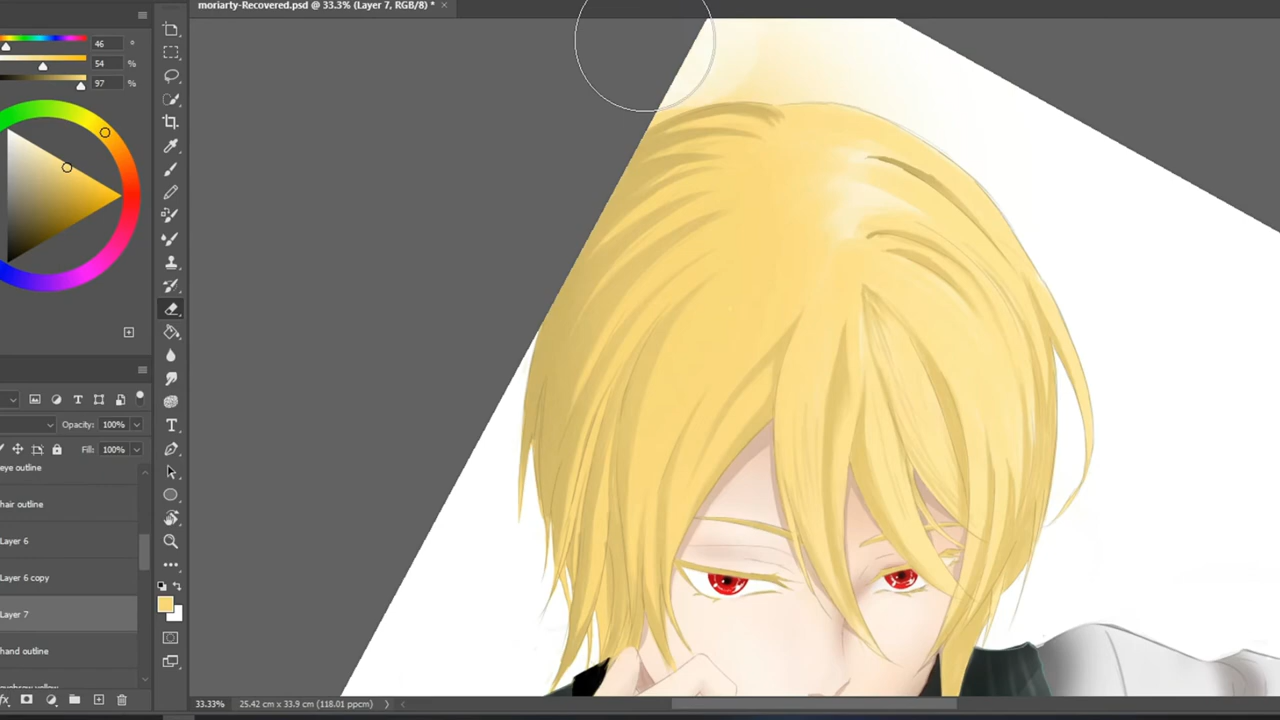 moriarty-Recovered.psd @ 33.3% (Layer 7, RGB/8) * ×
46 °
54 %
97 %
Opacity: 100%
Fill: 100%
eye outline
hair outline
Layer 6
Layer 6 copy
Layer 7
hand outline
33.33% 25.42 cm x 33.9 cm (118.01 ppcm)